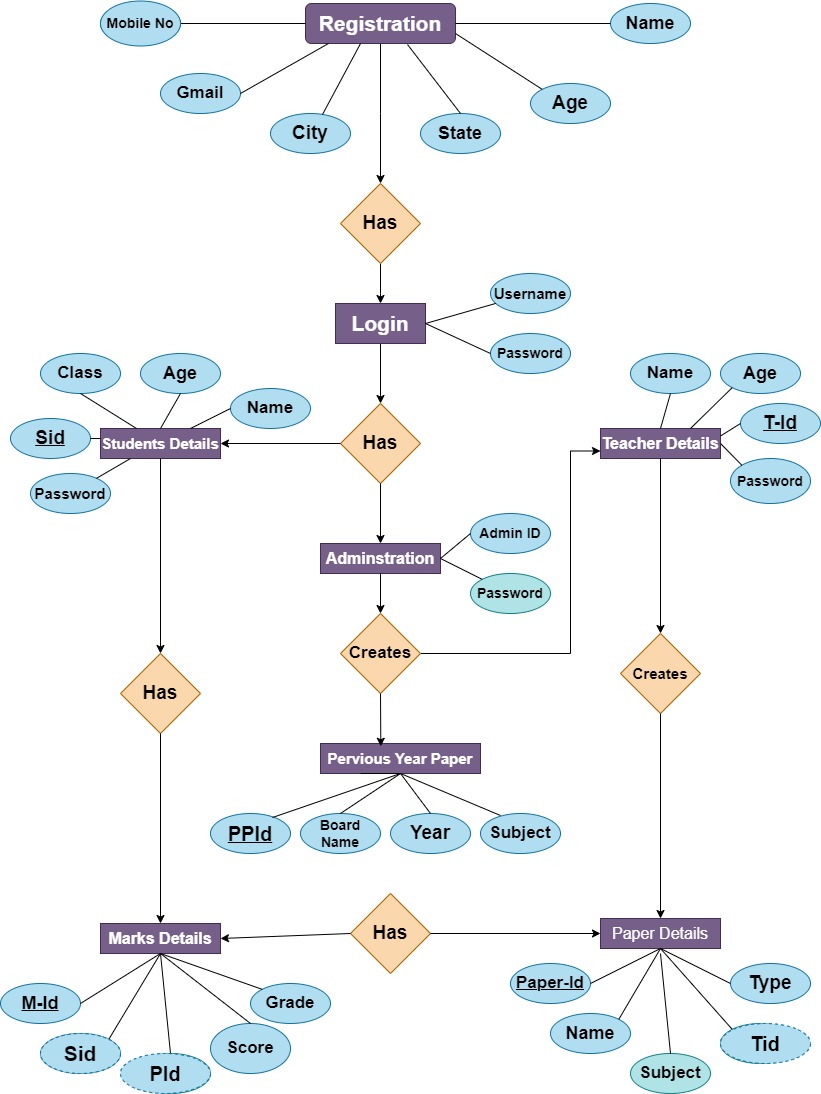 Mobile No
Registration
Name
Gmail
Age
City
State
Has
Username
Login
Password
Class
Age
Name
Name
Age
Sid
Students Details
Has
Teacher Details
T-Id
Password
Password
Admin ID
Adminstration
Password
Creates
Has
Creates
Pervious Year Paper
PPId
Board
Name
Year
Subject
Marks Details
Has
Paper Details
M-Id
Grade
Paper-Id
Type
Sid
Score
Name
Tid
PId
Subject